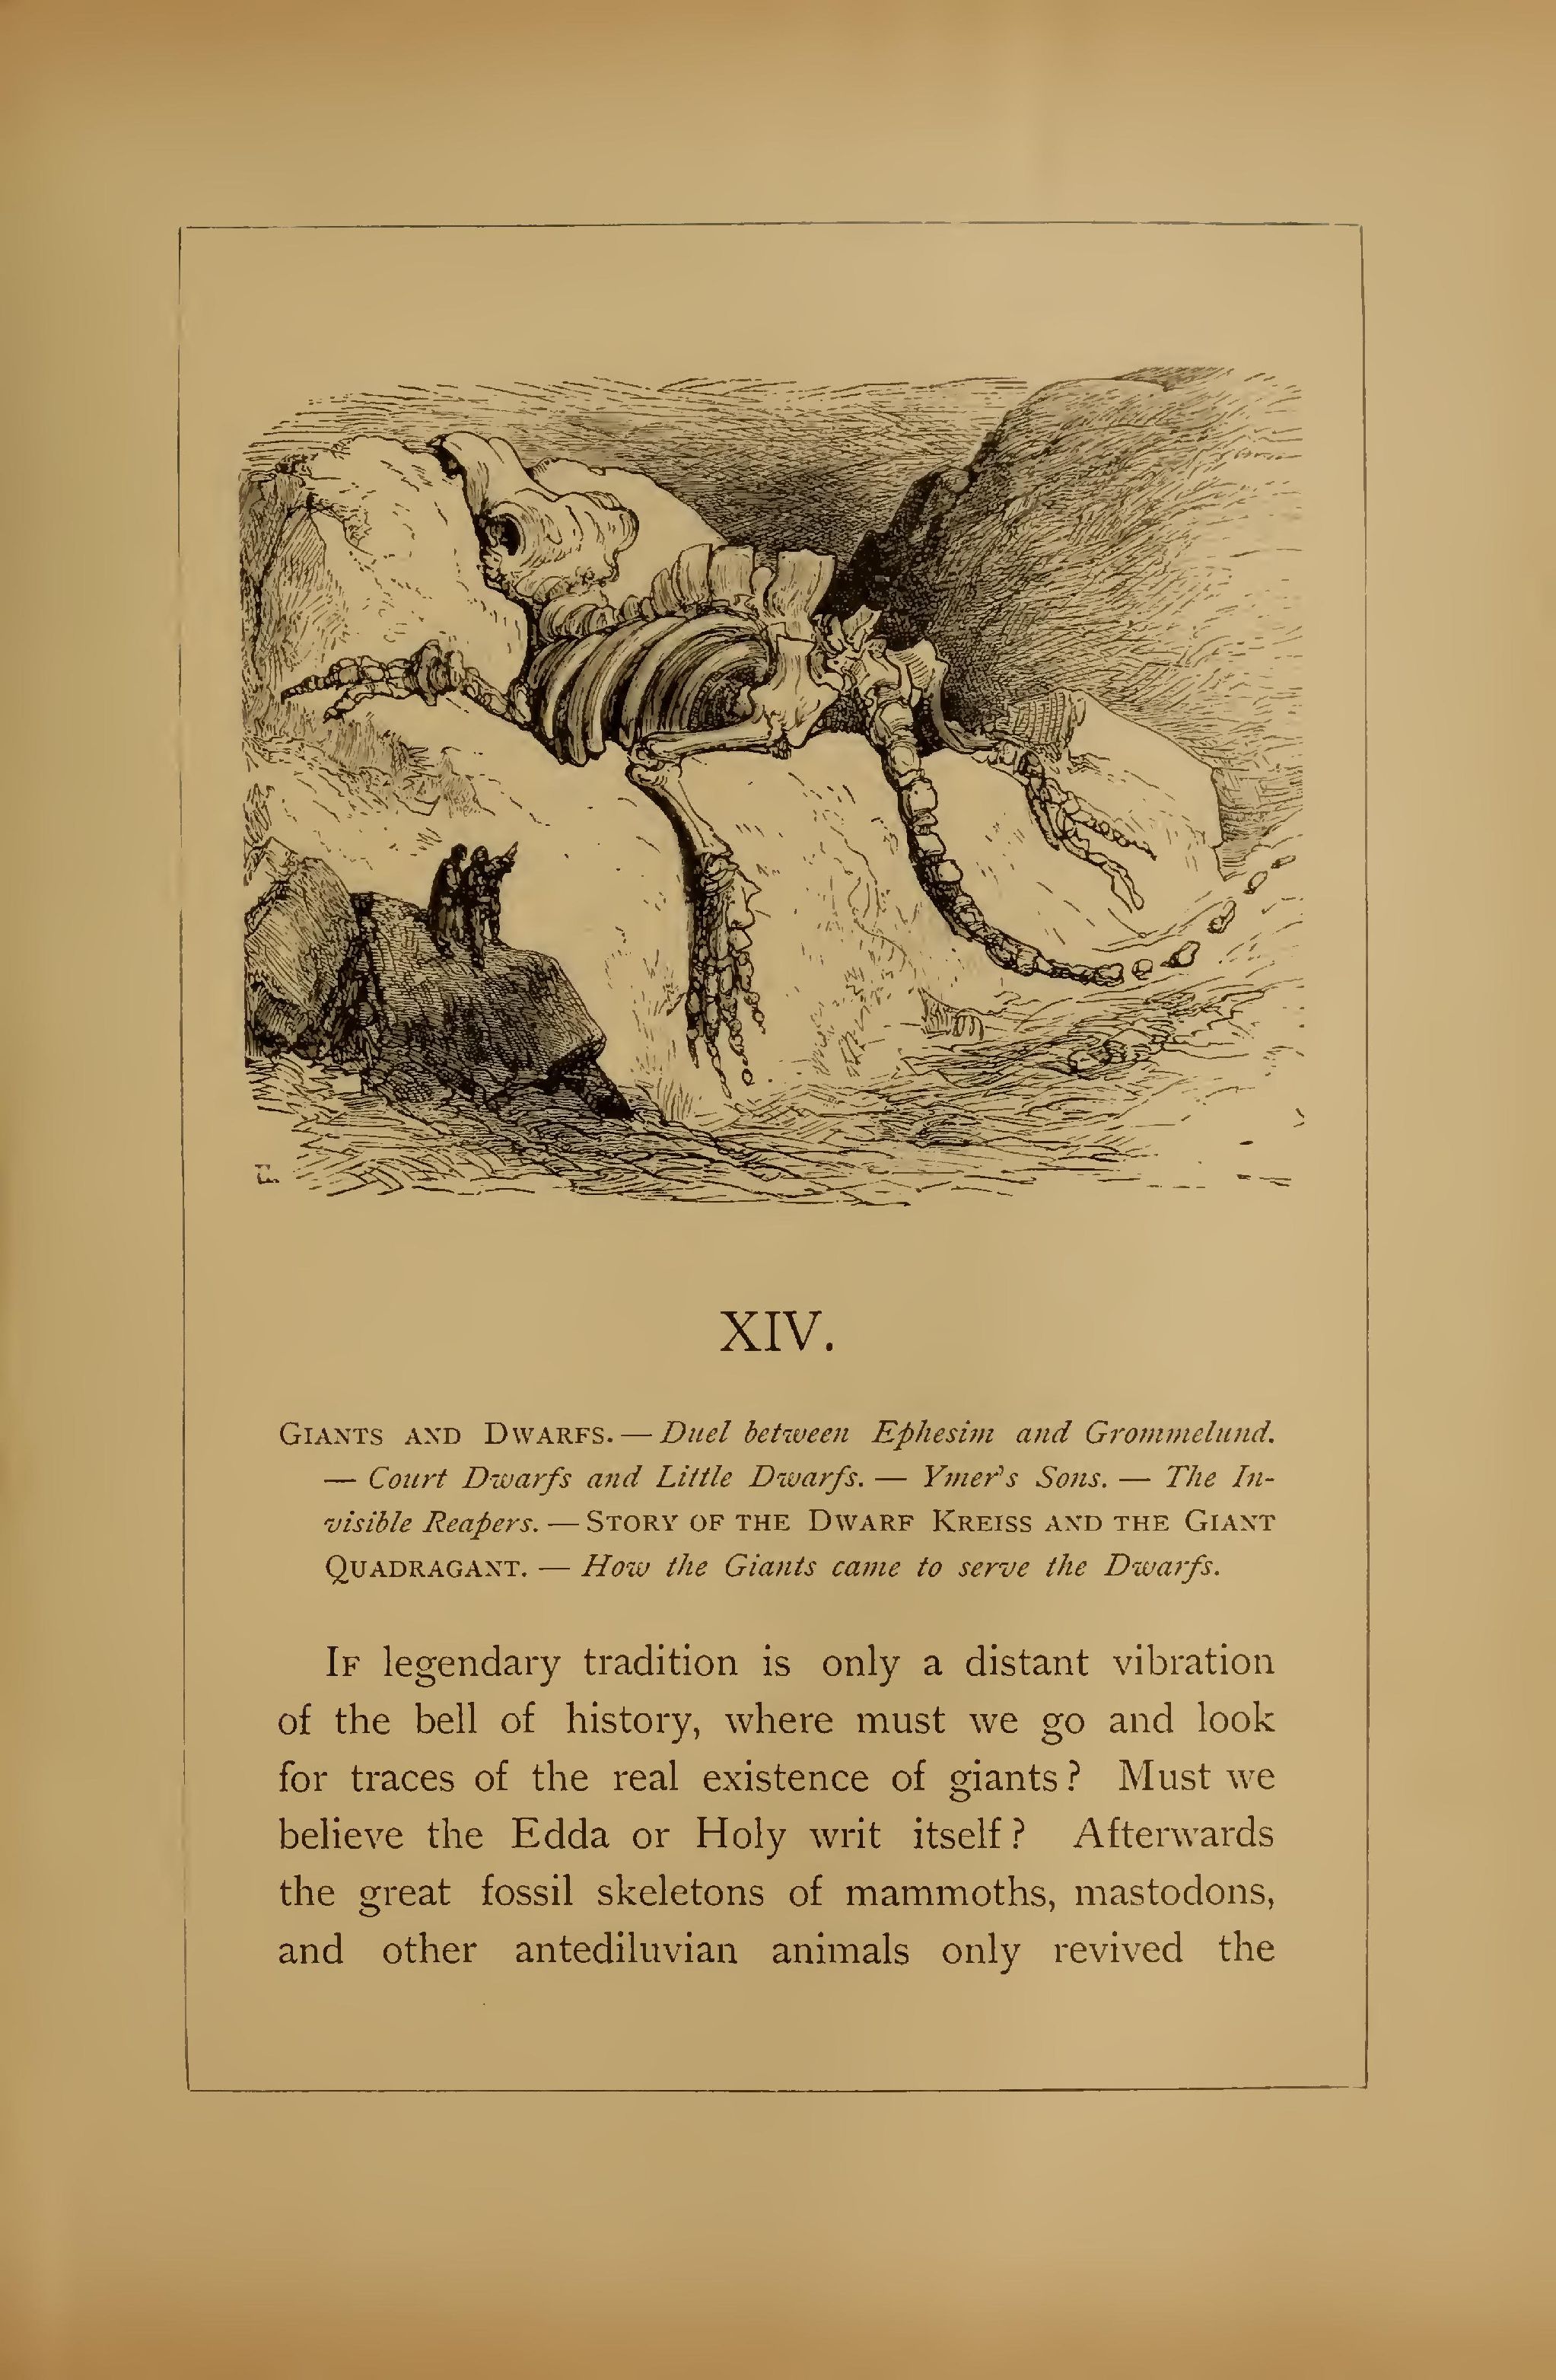 XIV.
GIANTS AND DWARFS. — Duel between Ephesim and Grommelund.
— Court Dwarfs and Little Dwarfs. — Ymer's Sons. — The In-
visible Reapers. — STORY OF THE DWARF KREISS AND THE GIANT
QUADRAGANT. — How the Giants came to serve the Dwarfs.
IF legendary tradition is only a distant vibration
of the bell of history, where must we go and look
for traces of the real existence of giants? Must we
believe the Edda or Holy writ itself? Afterwards
the great fossil skeletons of mammoths, mastodons,
and other antediluvian animals only revived the